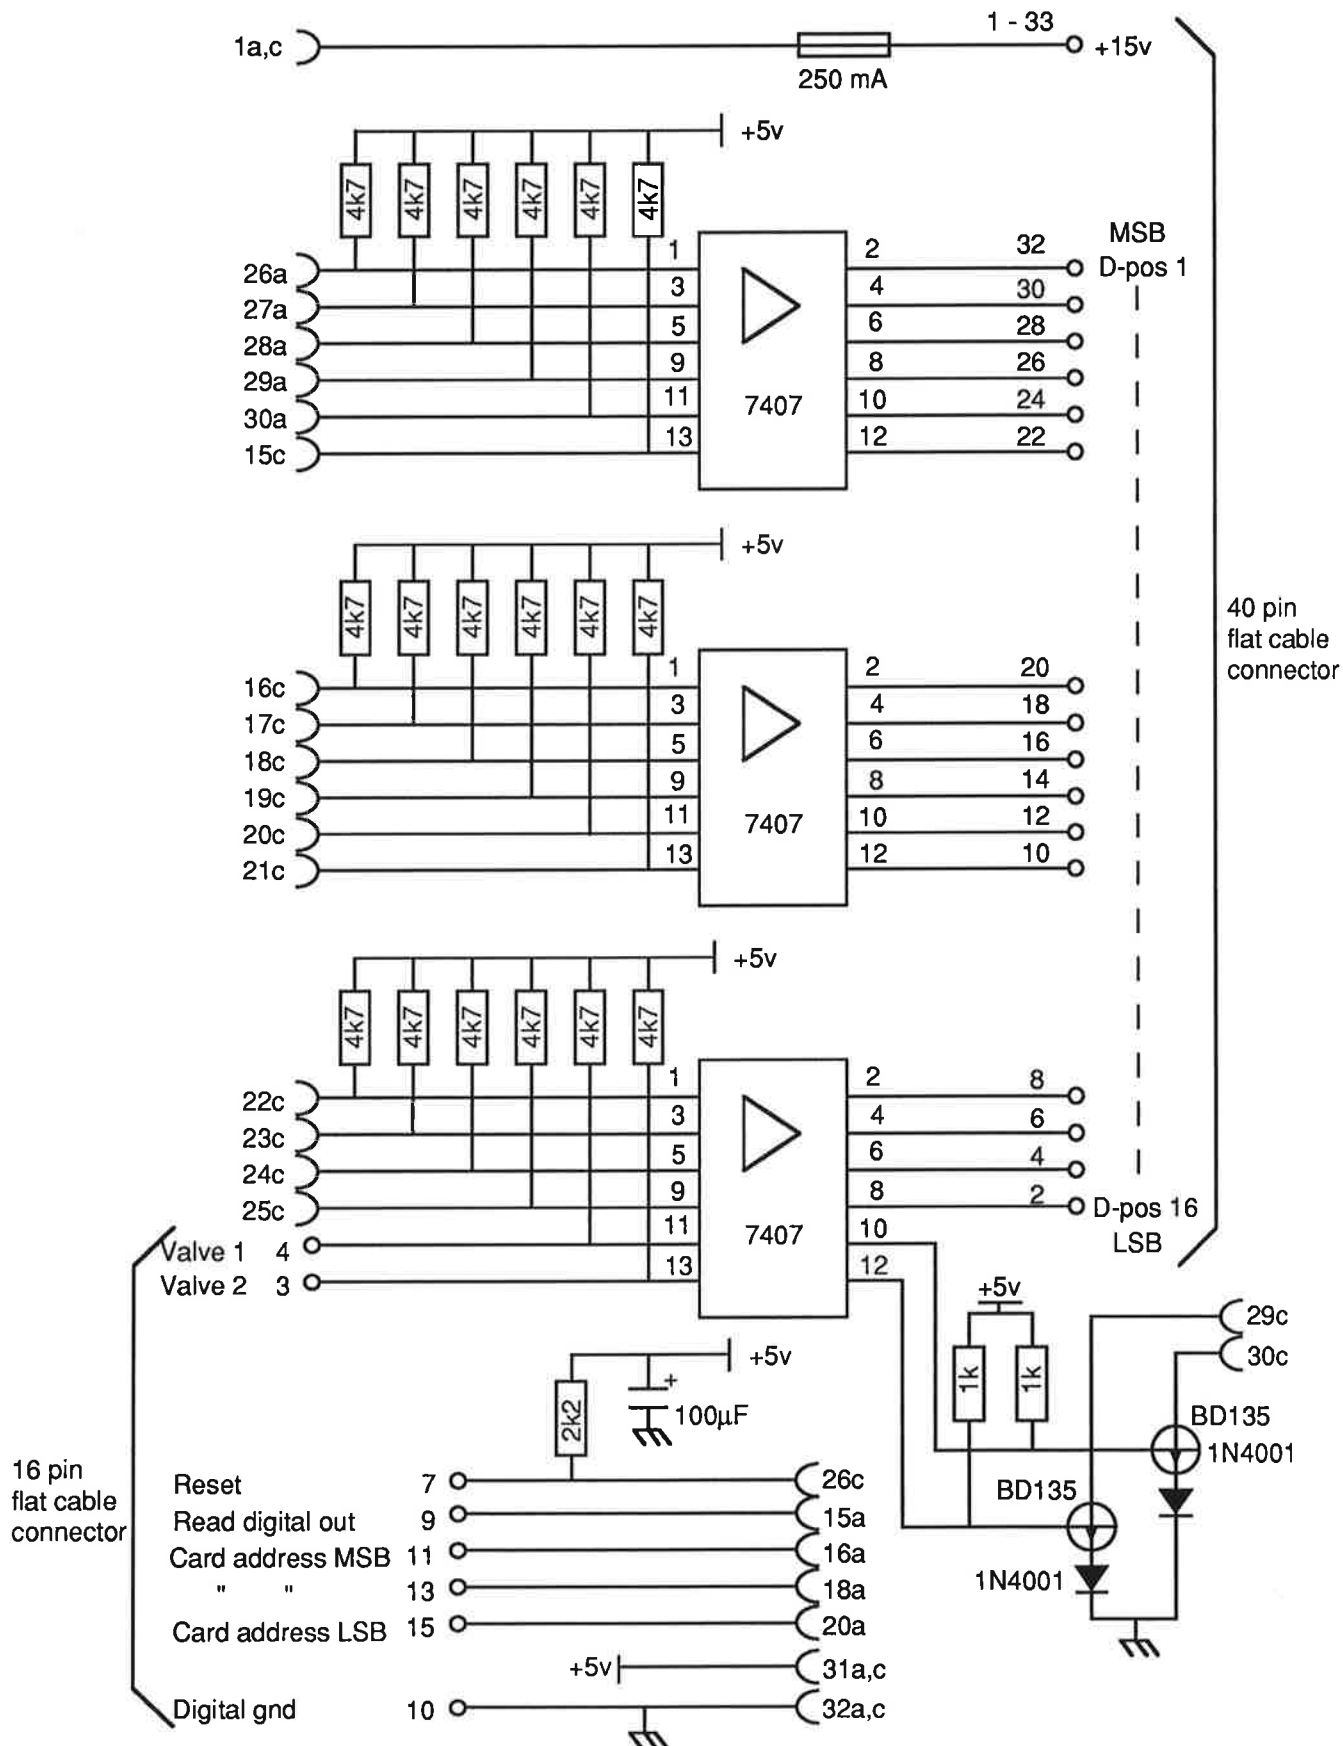 1 - 33
1a,c
+15v
250 mA
+5v
4k7 4k7 4k7 4k7 4k7 4k7
MSB
26a 1 2 32 D-pos 1
27a 3 4 30
28a 5 6 28
29a 9 8 26
30a 11 10 24
15c 13 12 22
7407
+5v
4k7 4k7 4k7 4k7 4k7 4k7
40 pin
flat cable
connector
16c 1 2 20
17c 3 4 18
18c 5 6 16
19c 9 8 14
20c 11 10 12
21c 13 12 10
7407
+5v
4k7 4k7 4k7 4k7 4k7 4k7
22c 1 2 8
23c 3 4 6
24c 5 6 4
25c 9 8 2 D-pos 16
LSB
7407
Valve 1 4 11 10
Valve 2 3 13 12
+5v
29c
30c
1k 1k
+5v
2k2
+
100µF
BD135
1N4001
BD135
1N4001
16 pin
flat cable
connector
Reset 7 26c
Read digital out 9 15a
Card address MSB 11 16a
" " 13 18a
Card address LSB 15 20a
+5v 31a,c
Digital gnd 10 32a,c